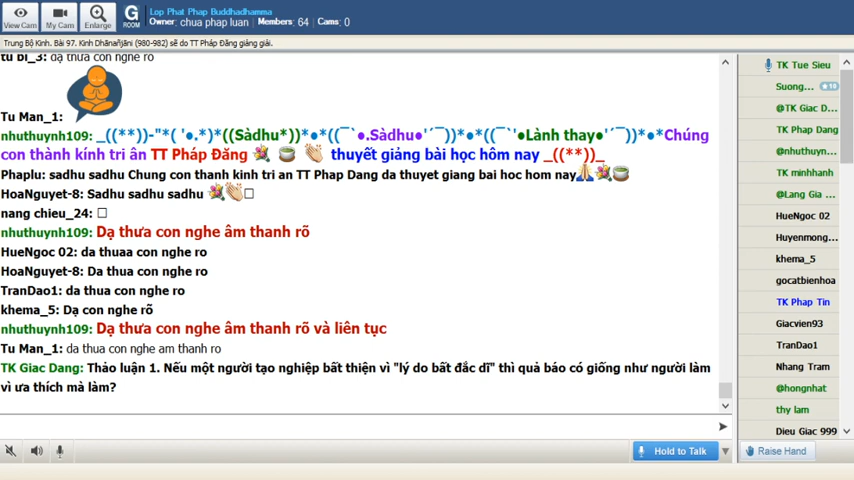 View Cam
My Cam
Enlarge
G
ROOM
Lop Phat Phap Buddhadhamma
Owner: chua phap luan Members: 64 Cams: 0
Trung Bộ Kinh. Bài 97. Kinh Dhānañjāni (980-982) sẽ do TT Pháp Đăng giảng giải.
tu bi_3: dạ thưa con nghe rõ
Tu Man_1:
nhuthuynh109: _((**))-"*( '●.*)*((Sàdhu*))*●*((¯`●.Sàdhu●'´¯))*●*((¯`'●Lành thay●'´¯))*●*Chúng
con thành kính tri ân TT Pháp Đăng 💐 🍵 👏 thuyết giảng bài học hôm nay _((**))_
Phaplu: sadhu sadhu Chung con thanh kinh tri an TT Phap Dang da thuyet giang bai hoc hom nay🙏💐🍵
HoaNguyet-8: Sadhu sadhu sadhu 💐👏□
nang chieu_24: □
nhuthuynh109: Dạ thưa con nghe âm thanh rõ
HueNgoc 02: da thuaa con nghe ro
HoaNguyet-8: Da thua con nghe ro
TranDao1: da thua con nghe ro
khema_5: Dạ con nghe rõ
nhuthuynh109: Dạ thưa con nghe âm thanh rõ và liên tục
Tu Man_1: da thua con nghe am thanh ro
TK Giac Dang: Thảo luận 1. Nếu một người tạo nghiệp bất thiện vì "lý do bất đắc dĩ" thì quả báo có giống như người làm
vì ưa thích mà làm?
Hold to Talk
TK Tue Sieu
Suong... 18
@TK Giac D...
TK Phap Dang
@nhuthuyn...
TK minhhanh
@Lang Gia ...
HueNgoc 02
Huyenmong...
khema_5
gocatbienhoa
TK Phap Tin
Giacvien93
TranDao1
Nhang Tram
@hongnhat
thy lam
Dieu Giac 999
Raise Hand